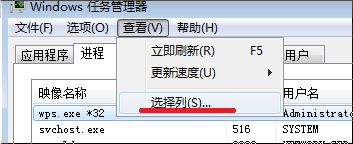 Windows 任务管理器
文件(F) 选项(O) 查看(V) 帮助(H)
应用程序 进程 用户
立即刷新(R) F5
更新速度(U)
选择列(S)...
映像名称 用户名
wps.exe *32 Administrato
svchost.exe 516 SYSTEM